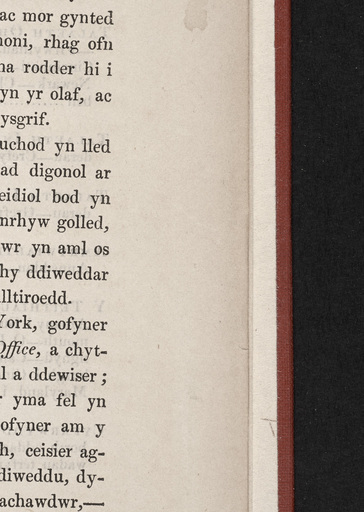 ac mor gynted
noni, rhag ofn
na rodder hi i
yn yr olaf, ac
ysgrif.
uchod yn lled
ad digonol ar
eidiol bod yn
nrhyw golled,
wr yn aml os
hy ddiweddar
lltiroedd.
York, gofyner
Office, a chyt-
l a ddewiser ;
yma fel yn
ofyner am y
h, ceisier ag-
diweddu, dy-
achawdwr,—